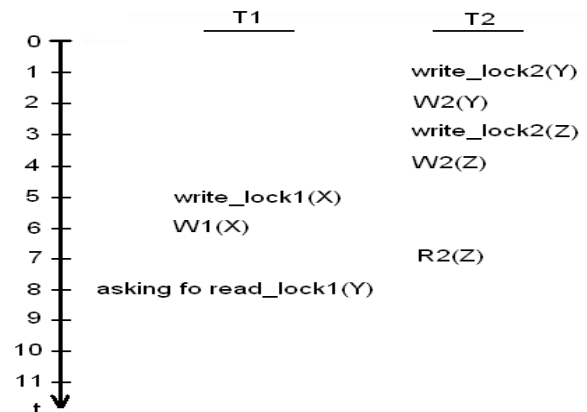 T1 T2
0
1 write_lock2(Y)
2 W2(Y)
3 write_lock2(Z)
4 W2(Z)
5 write_lock1(X)
6 W1(X)
7 R2(Z)
8 asking fo read_lock1(Y)
9
10
11
t